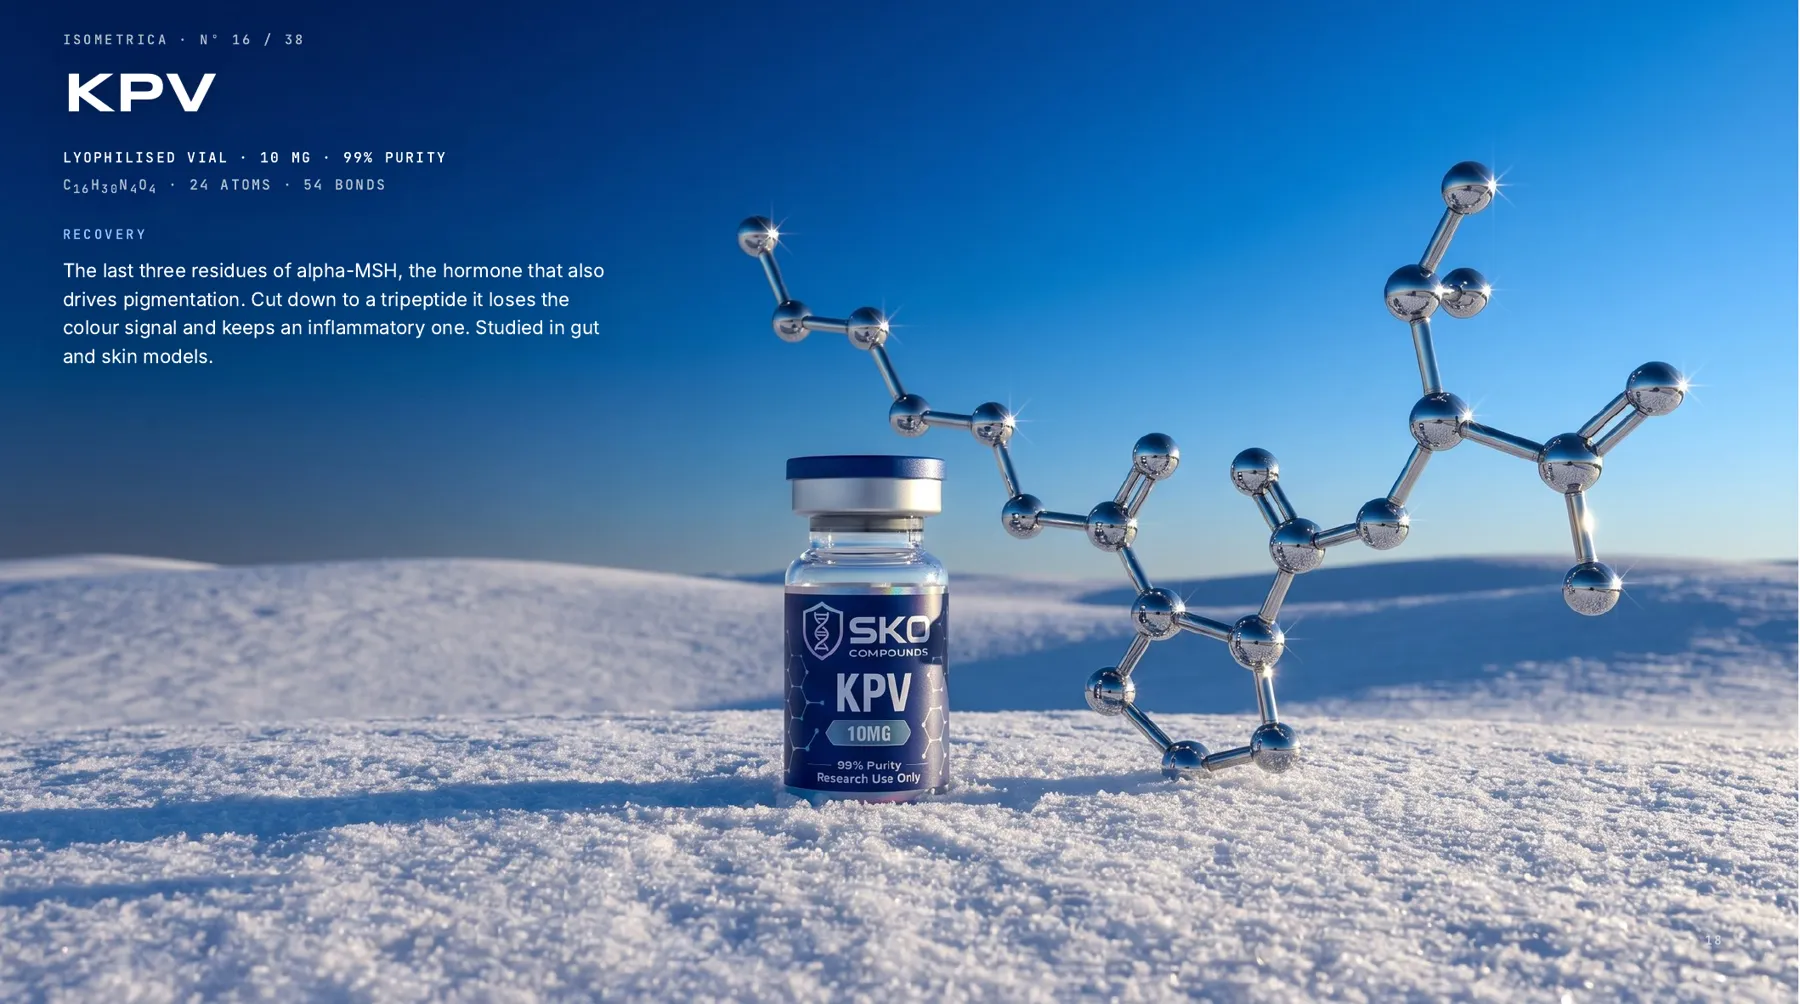 ISOMETRICA · N° 16 / 38
KPV
LYOPHILISED VIAL · 10 MG · 99% PURITY
C₁₆H₃₀N₄O₄ · 24 ATOMS · 54 BONDS
RECOVERY
The last three residues of alpha-MSH, the hormone that also
drives pigmentation. Cut down to a tripeptide it loses the
colour signal and keeps an inflammatory one. Studied in gut
and skin models.
SKO
COMPOUNDS
KPV
10MG
99% Purity
Research Use Only
18